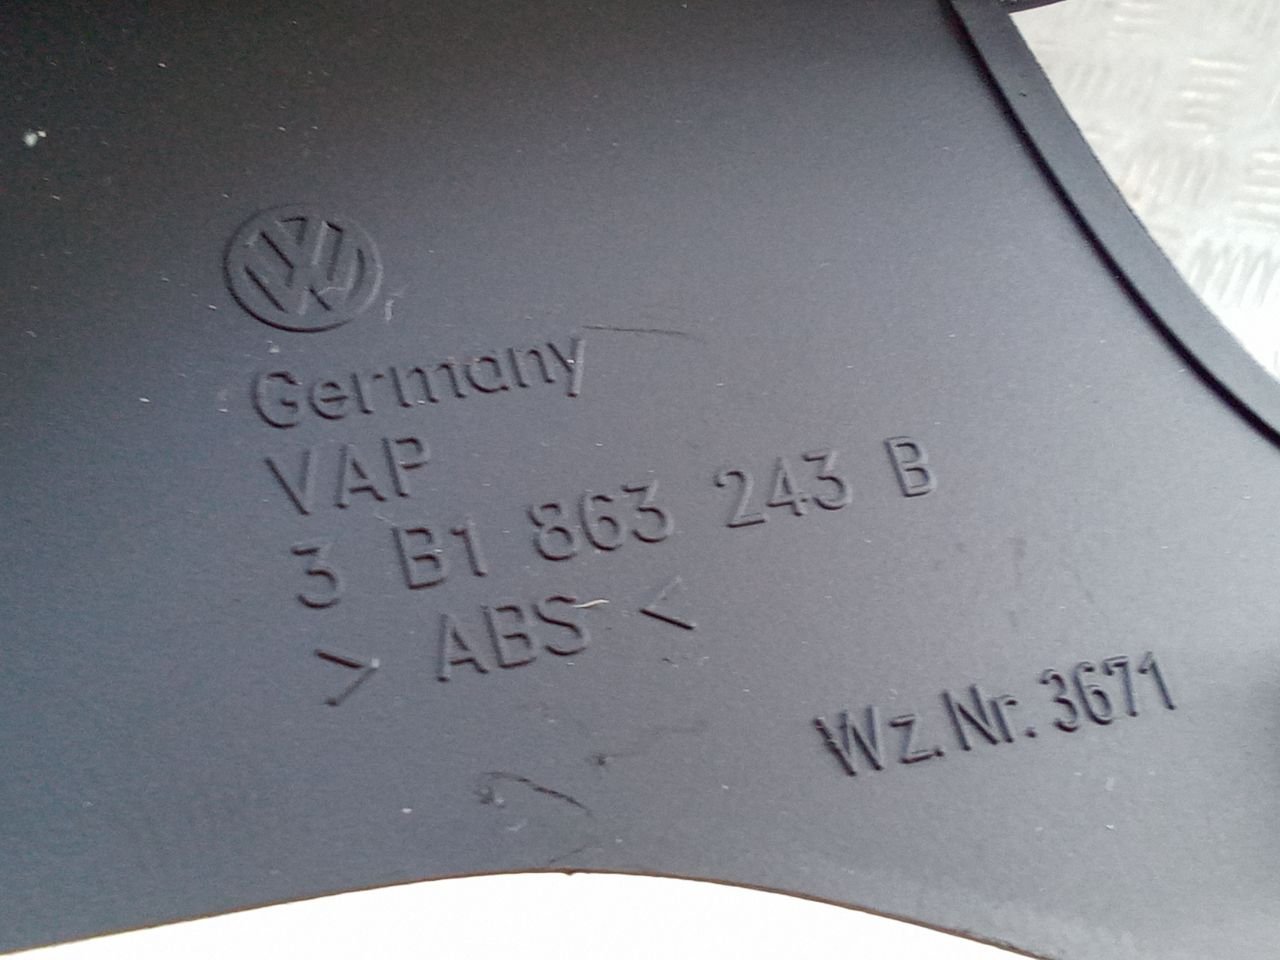 Germany
VAP
3 B1 863 243 B
> ABS <
Wz.Nr.3671